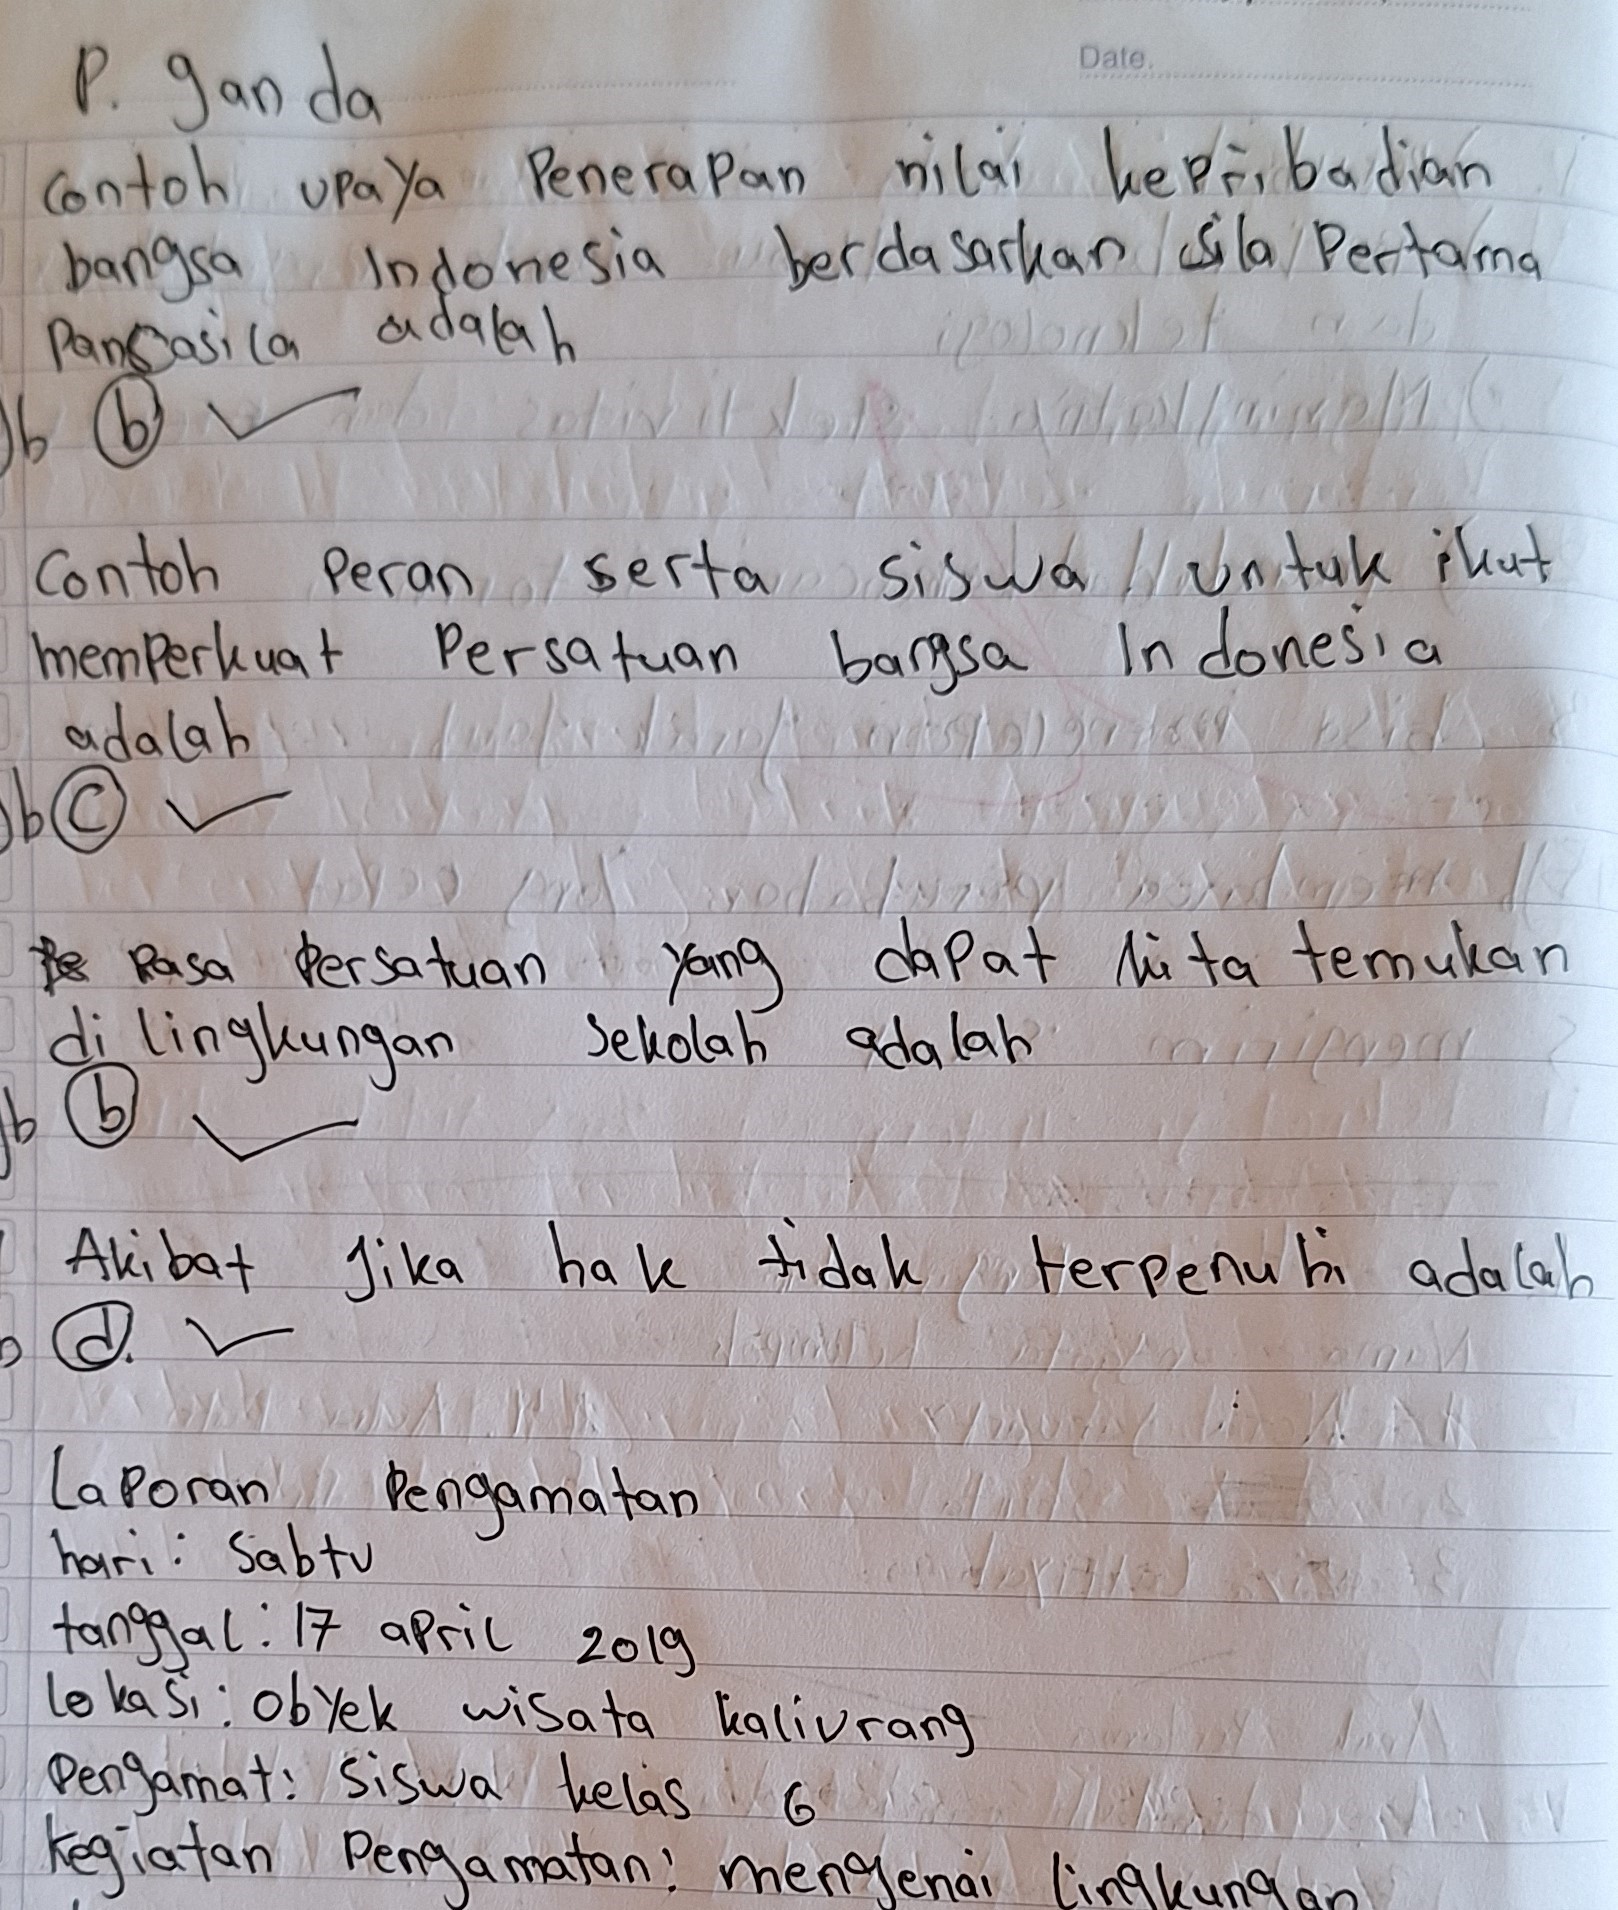 Date.
P. ganda
Contoh upaya Penerapan nilai kepribadian
bangsa Indonesia berdasarkan sila Pertama
Pancasila adalah
Jb b
Contoh Peran serta siswa untuk ikut
memperkuat Persatuan bangsa Indonesia
adalah
Jb C
Rasa Persatuan yang dapat kita temukan
di lingkungan sekolah adalah
Jb b
Akibat Jika hak tidak terpenuhi adalah
d.
Laporan Pengamatan
hari: Sabtu
tanggal: 17 april 2019
lokasi: Obyek wisata kaliurang
Pengamat: Siswa kelas 6
Kegiatan Pengamatan: mengenai lingkungan